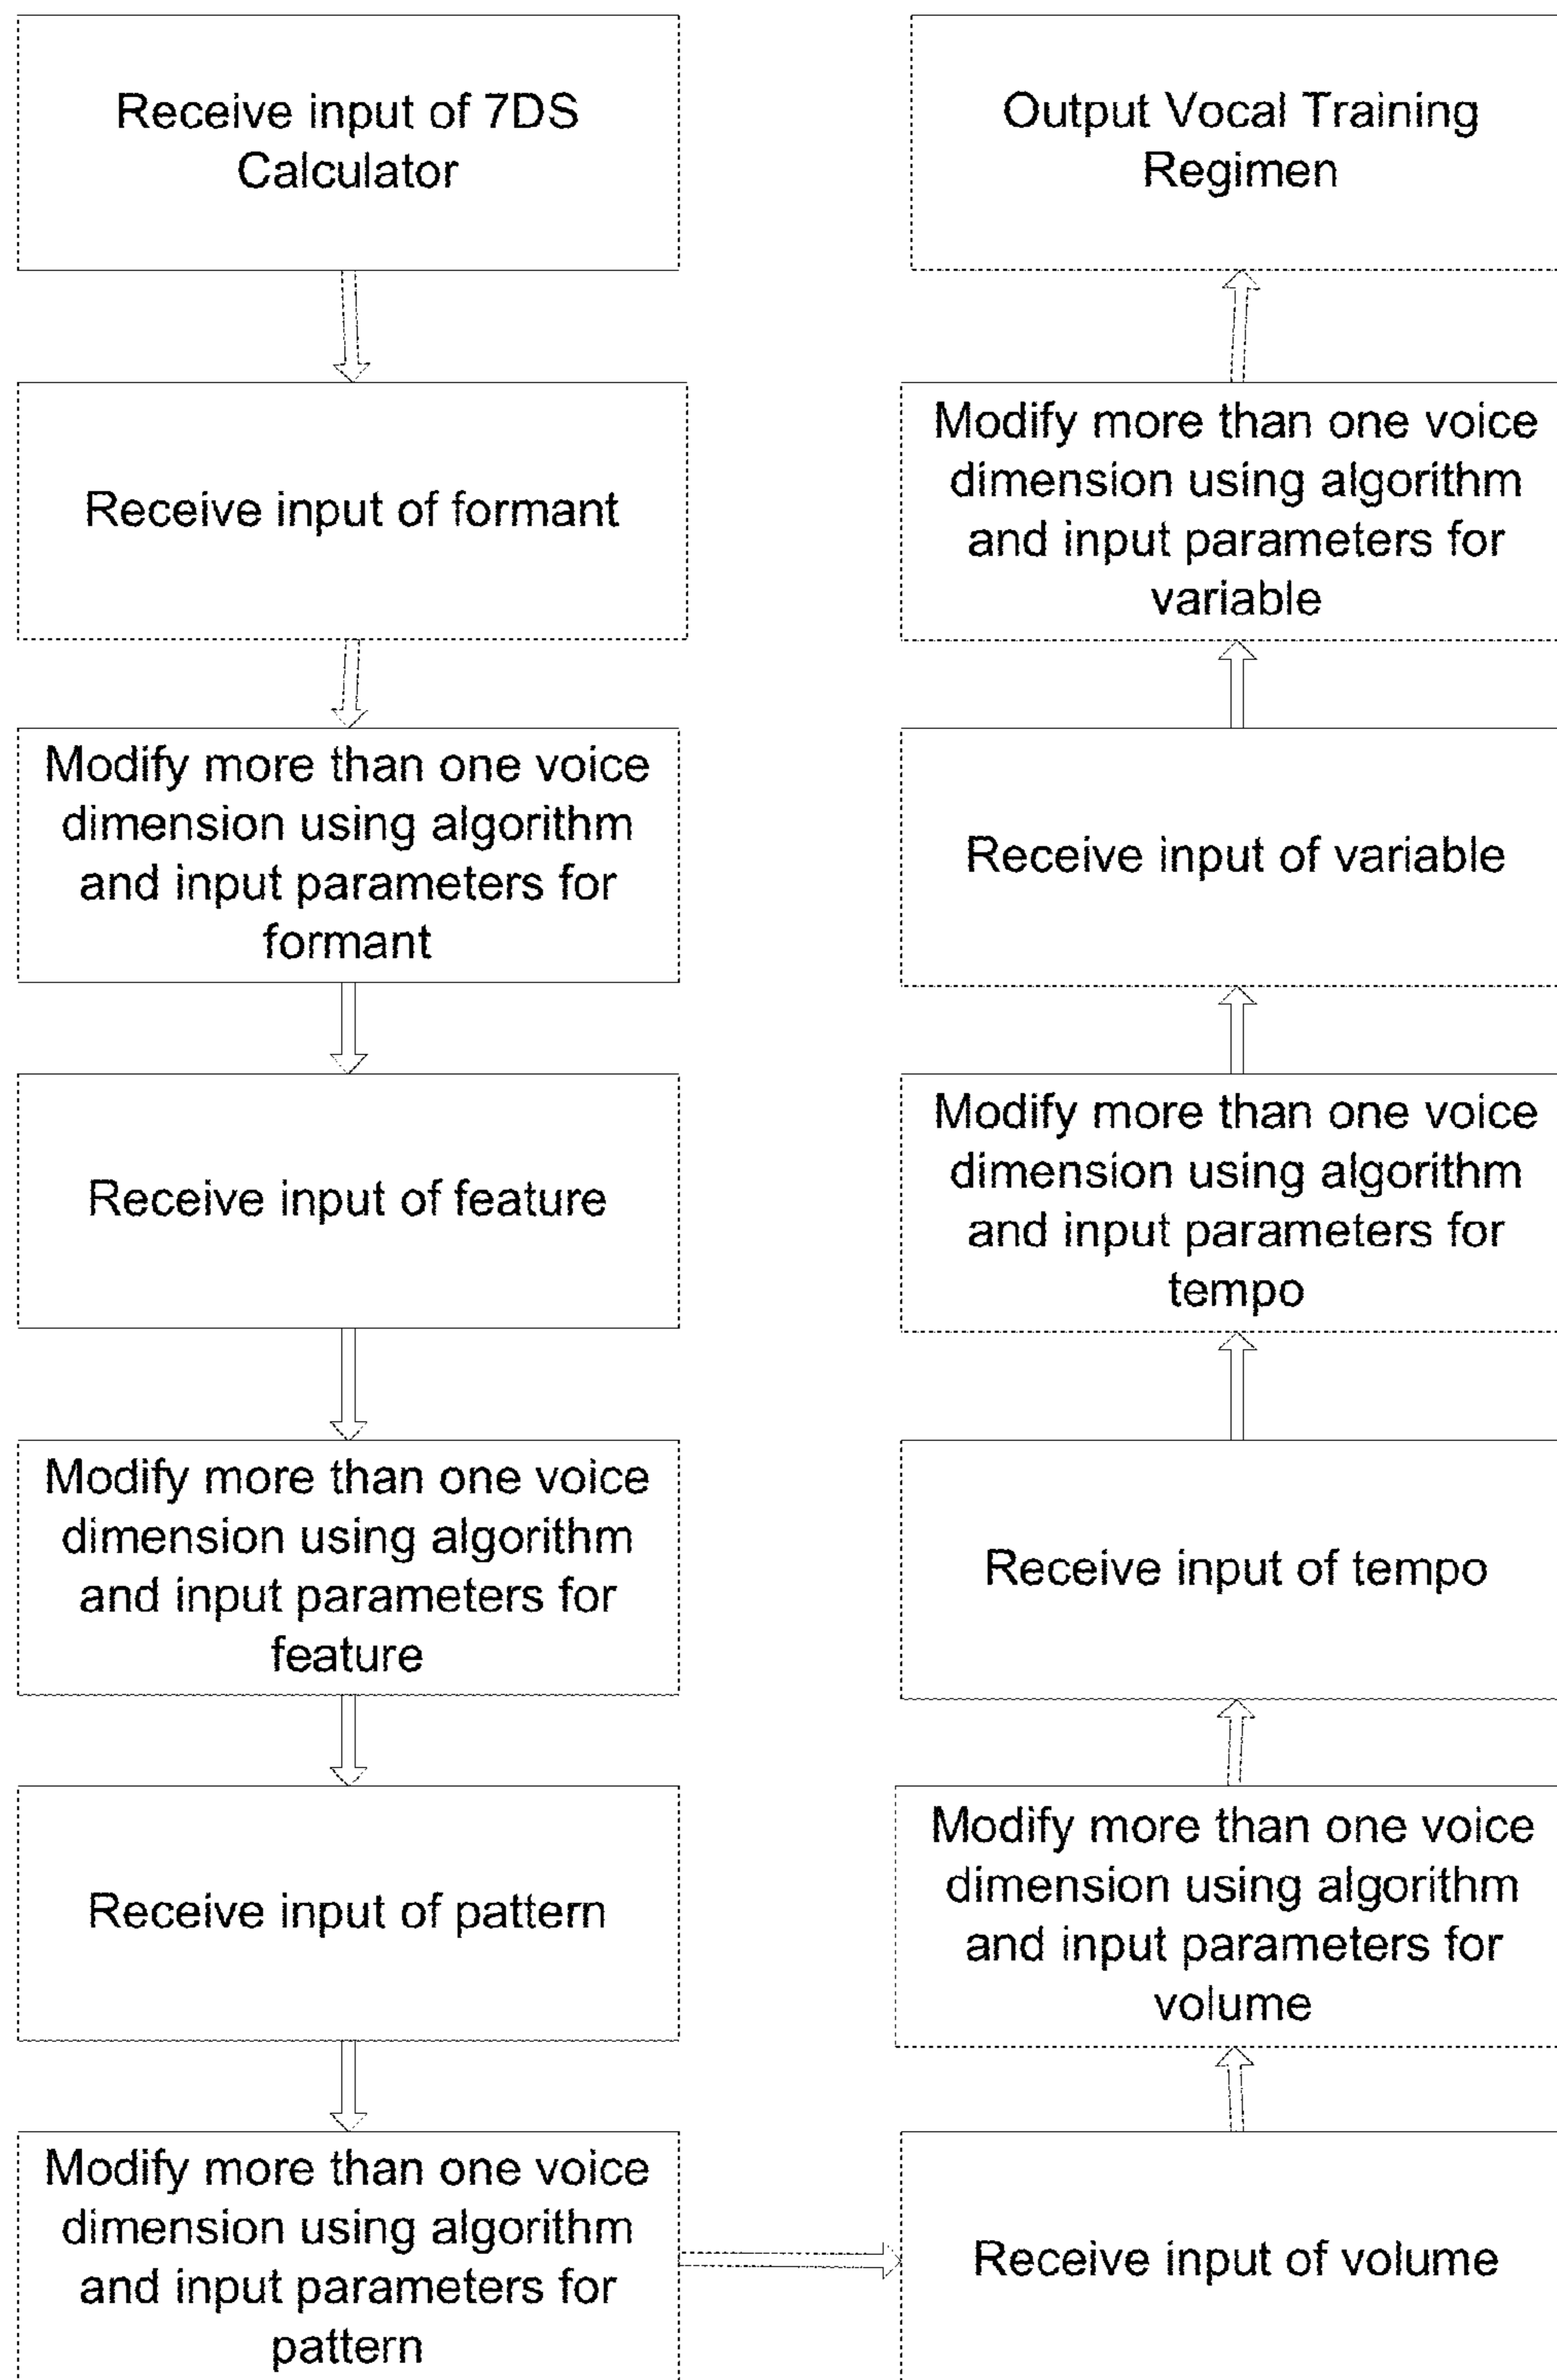 Receive input of 7DS
Calculator
Receive input of formant
Modify more than one voice
dimension using algorithm
and input parameters for
formant
Receive input of feature
Modify more than one voice
dimension using algorithm
and input parameters for
feature
Receive input of pattern
Modify more than one voice
dimension using algorithm
and input parameters for
pattern
Receive input of volume
Modify more than one voice
dimension using algorithm
and input parameters for
volume
Receive input of tempo
Modify more than one voice
dimension using algorithm
and input parameters for
tempo
Receive input of variable
Modify more than one voice
dimension using algorithm
and input parameters for
variable
Output Vocal Training
Regimen